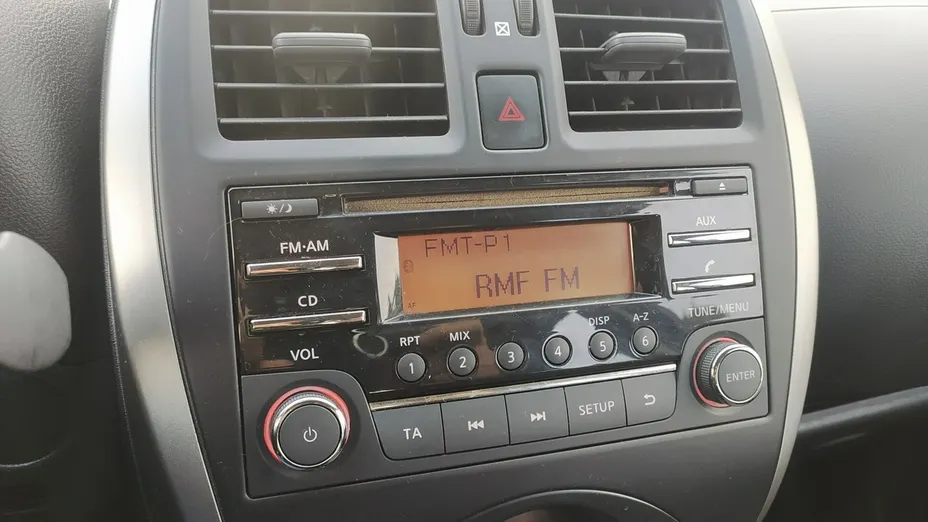 FM·AM
AUX
FMT-P1
RMF FM
AF
CD
TUNE/MENU
VOL
RPT
MIX
DISP
A-Z
1
2
3
4
5
6
ENTER
TA
SETUP